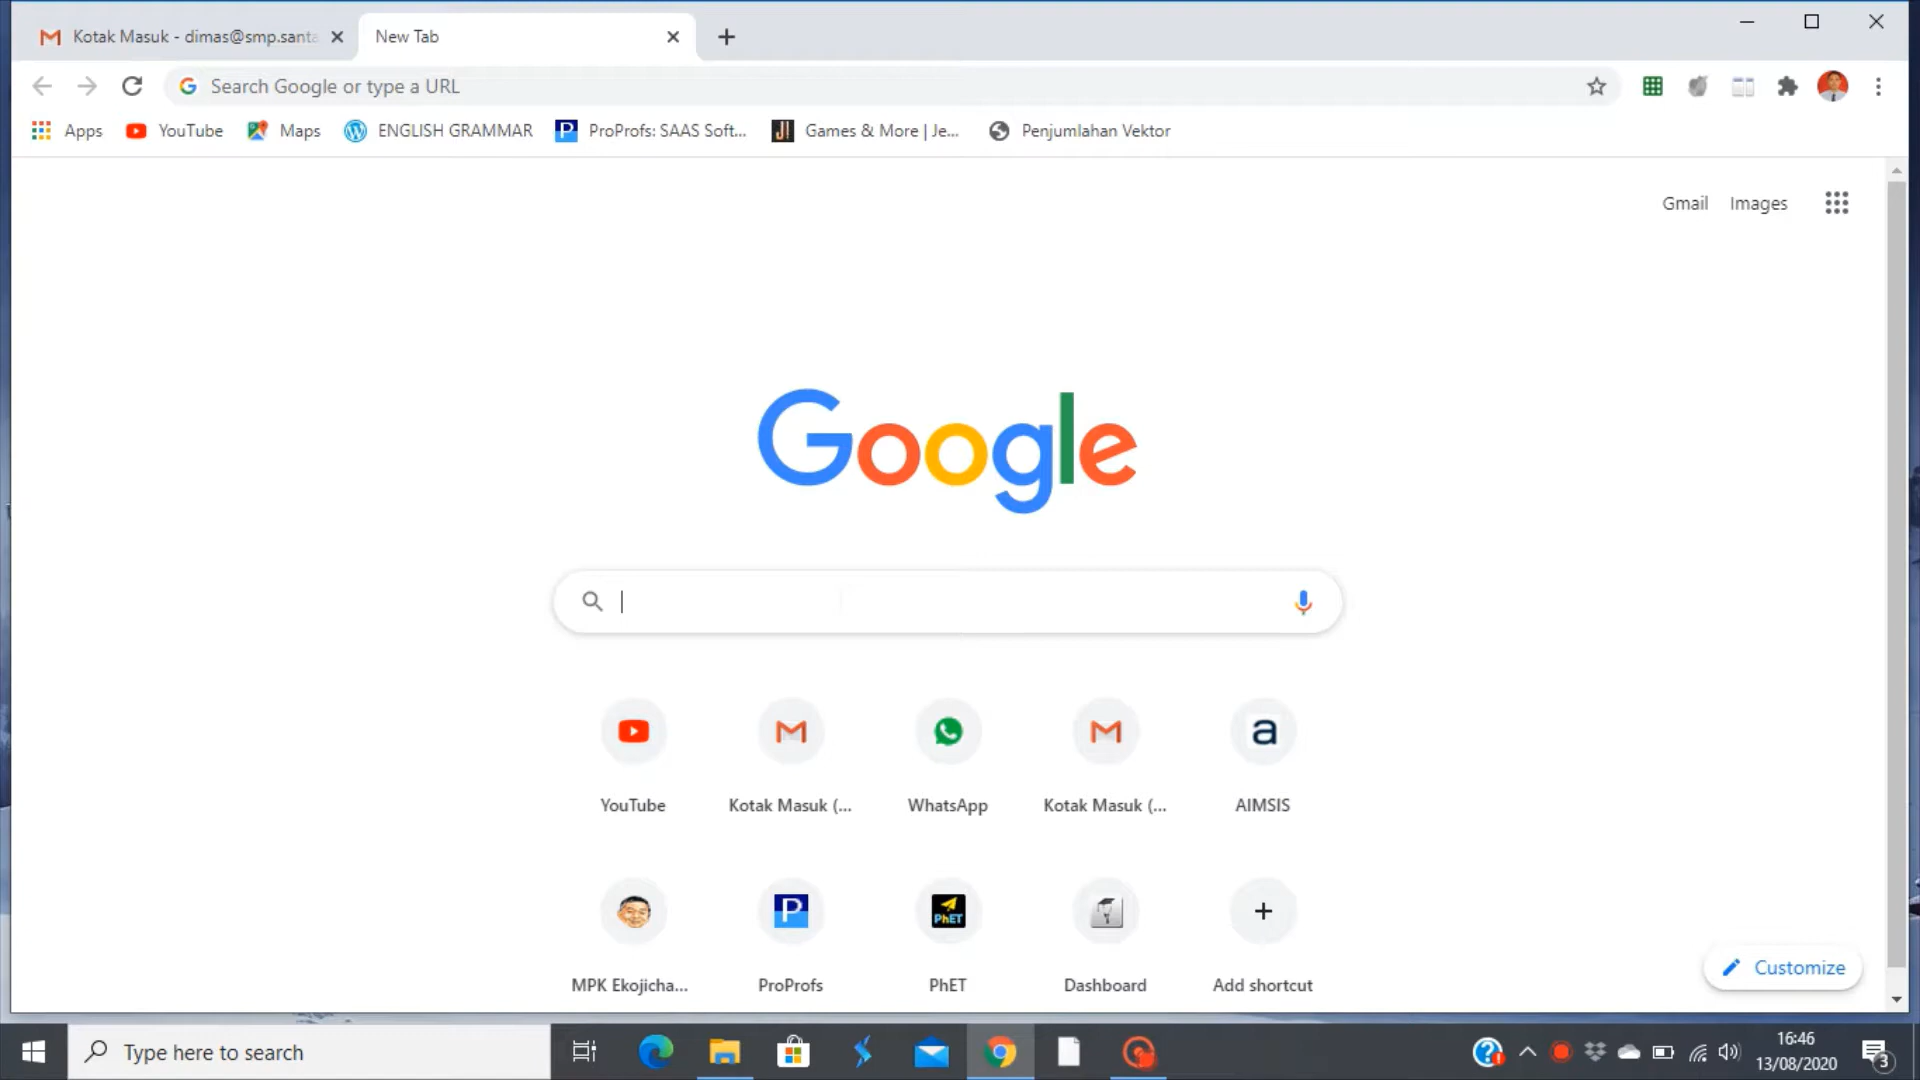 Kotak Masuk - dimas@smp.santa
New Tab
Search Google or type a URL
Apps
YouTube
Maps
ENGLISH GRAMMAR
ProProfs: SAAS Soft...
Games & More | Je...
Penjumlahan Vektor
Gmail
Images
Google
YouTube
Kotak Masuk (...
WhatsApp
Kotak Masuk (...
a
AIMSIS
MPK Ekojicha...
P
ProProfs
PhET
PhET
Dashboard
Add shortcut
Customize
Type here to search
16:46
13/08/2020
3